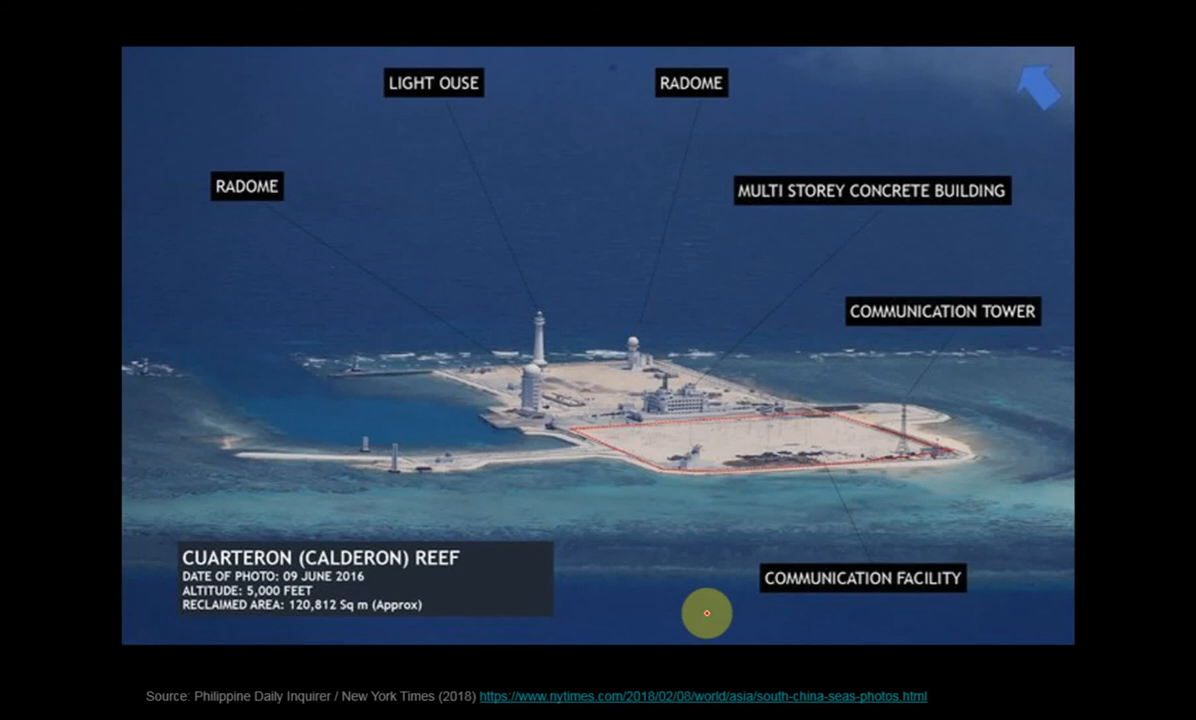 LIGHT OUSE
RADOME
RADOME
MULTI STOREY CONCRETE BUILDING
COMMUNICATION TOWER
CUARTERON (CALDERON) REEF
DATE OF PHOTO: 09 JUNE 2016
ALTITUDE: 5,000 FEET
RECLAIMED AREA: 120,812 Sq m (Approx)
COMMUNICATION FACILITY
Source: Philippine Daily Inquirer / New York Times (2018) https://www.nytimes.com/2018/02/08/world/asia/south-china-seas-photos.html